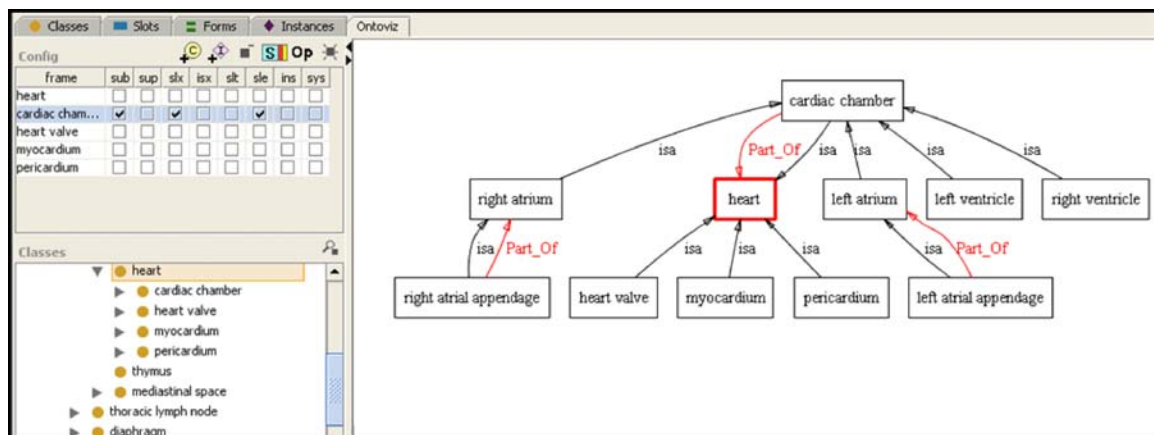 Classes Slots Forms Instances Ontoviz
Config Op
frame sub sup slx isx slt sle ins sys
heart
cardiac cham...
heart valve
myocardium
pericardium
Classes
heart
cardiac chamber
heart valve
myocardium
pericardium
thymus
mediastinal space
thoracic lymph node
diaphragm
cardiac chamber
isa Part_Of isa isa isa isa
right atrium heart left atrium left ventricle right ventricle
isa Part_Of isa isa isa isa Part_Of
right atrial appendage heart valve myocardium pericardium left atrial appendage